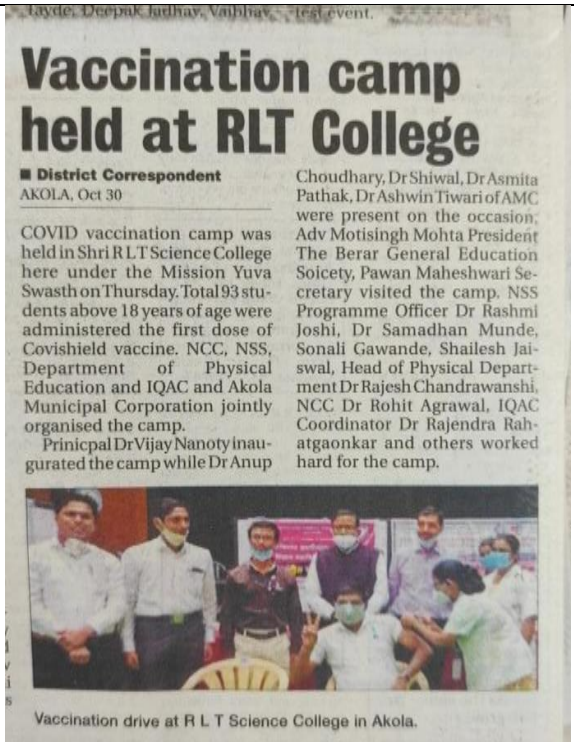 Tayde, Deepak Jadhav, Vaibhav
test event.
Vaccination camp
held at RLT College
■ District Correspondent
AKOLA, Oct 30
COVID vaccination camp was
held in Shri R L T Science College
here under the Mission Yuva
Swasth on Thursday. Total 93 stu-
dents above 18 years of age were
administered the first dose of
Covishield vaccine. NCC, NSS,
Department of Physical
Education and IQAC and Akola
Municipal Corporation jointly
organised the camp.
Prinicpal Dr Vijay Nanoty inau-
gurated the camp while Dr Anup
Choudhary, Dr Shiwal, Dr Asmita
Pathak, Dr Ashwin Tiwari of AMC
were present on the occasion.
Adv Motisingh Mohta President
The Berar General Education
Soicety, Pawan Maheshwari Se-
cretary visited the camp. NSS
Programme Officer Dr Rashmi
Joshi, Dr Samadhan Munde,
Sonali Gawande, Shailesh Jai-
swal, Head of Physical Depart-
ment Dr Rajesh Chandrawanshi,
NCC Dr Rohit Agrawal, IQAC
Coordinator Dr Rajendra Rah-
atgaonkar and others worked
hard for the camp.
Vaccination drive at R L T Science College in Akola.